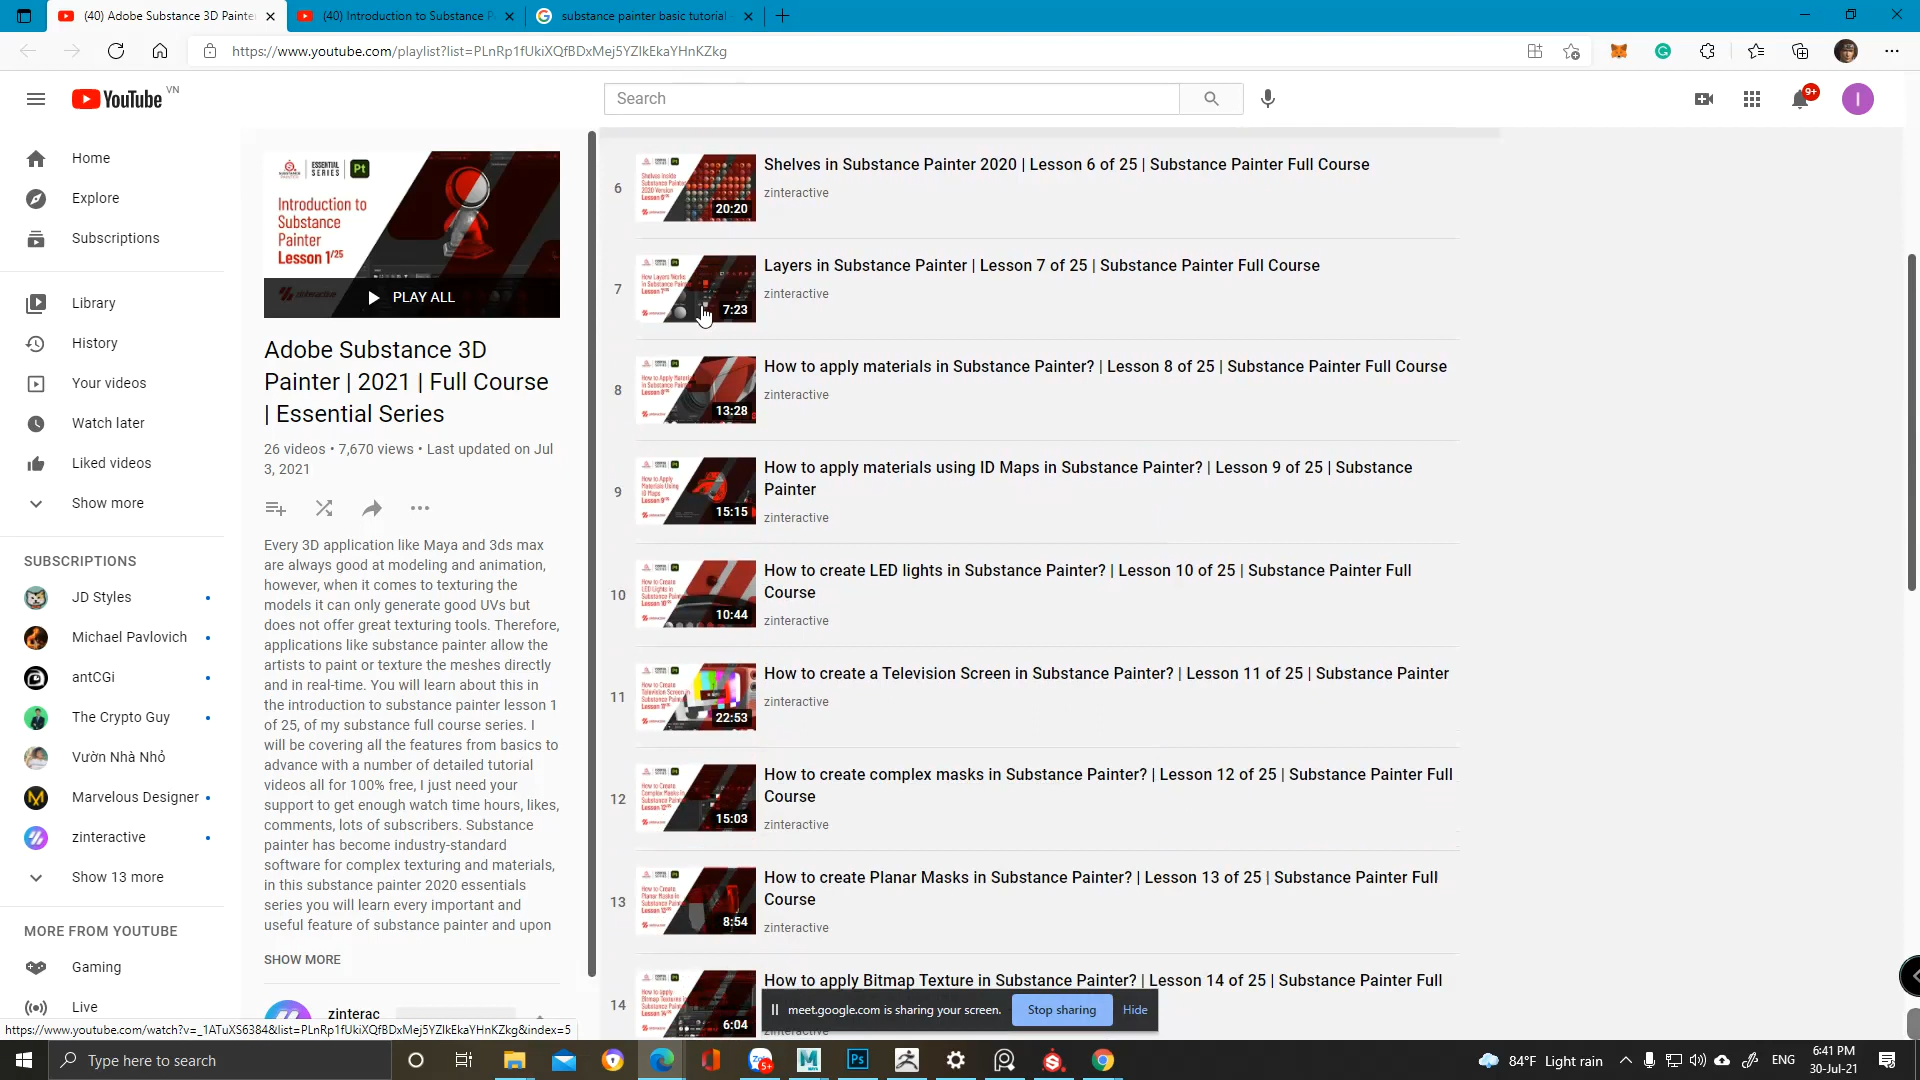 (40) Adobe Substance 3D Painte
(40) Introduction to Substance P
substance painter basic tutorial
https://www.youtube.com/playlist?list=PLnRp1fUkiXQfBDxMej5YZlkEkaYHnKZkg
YouTube VN
Search
9+
I
Home
Explore
Subscriptions
Library
History
Your videos
Watch later
Liked videos
Show more
SUBSCRIPTIONS
JD Styles
Michael Pavlovich
antCGi
The Crypto Guy
Vườn Nhà Nhỏ
Marvelous Designer
zinteractive
Show 13 more
MORE FROM YOUTUBE
Gaming
Live
ESSENTIAL SERIES
Pt
Introduction to
Substance
Painter
Lesson 1/25
PLAY ALL
Adobe Substance 3D
Painter | 2021 | Full Course
| Essential Series
26 videos • 7,670 views • Last updated on Jul
3, 2021
Every 3D application like Maya and 3ds max
are always good at modeling and animation,
however, when it comes to texturing the
models it can only generate good UVs but
does not offer great texturing tools. Therefore,
applications like substance painter allow the
artists to paint or texture the meshes directly
and in real-time. You will learn about this in
the introduction to substance painter lesson 1
of 25, of my substance full course series. I
will be covering all the features from basics to
advance with a number of detailed tutorial
videos all for 100% free, I just need your
support to get enough watch time hours, likes,
comments, lots of subscribers. Substance
painter has become industry-standard
software for complex texturing and materials,
in this substance painter 2020 essentials
series you will learn every important and
useful feature of substance painter and upon
SHOW MORE
zinterac
6
20:20
Shelves in Substance Painter 2020 | Lesson 6 of 25 | Substance Painter Full Course
zinteractive
7
7:23
Layers in Substance Painter | Lesson 7 of 25 | Substance Painter Full Course
zinteractive
8
13:28
How to apply materials in Substance Painter? | Lesson 8 of 25 | Substance Painter Full Course
zinteractive
9
15:15
How to apply materials using ID Maps in Substance Painter? | Lesson 9 of 25 | Substance
Painter
zinteractive
10
10:44
How to create LED lights in Substance Painter? | Lesson 10 of 25 | Substance Painter Full
Course
zinteractive
11
22:53
How to create a Television Screen in Substance Painter? | Lesson 11 of 25 | Substance Painter
zinteractive
12
15:03
How to create complex masks in Substance Painter? | Lesson 12 of 25 | Substance Painter Full
Course
zinteractive
13
8:54
How to create Planar Masks in Substance Painter? | Lesson 13 of 25 | Substance Painter Full
Course
zinteractive
14
6:04
How to apply Bitmap Texture in Substance Painter? | Lesson 14 of 25 | Substance Painter Full
meet.google.com is sharing your screen.
Stop sharing
Hide
https://www.youtube.com/watch?v=_1ATuXS6384&list=PLnRp1fUkiXQfBDxMej5YZlkEkaYHnKZkg&index=5
Type here to search
84°F Light rain
ENG
6:41 PM
30-Jul-21